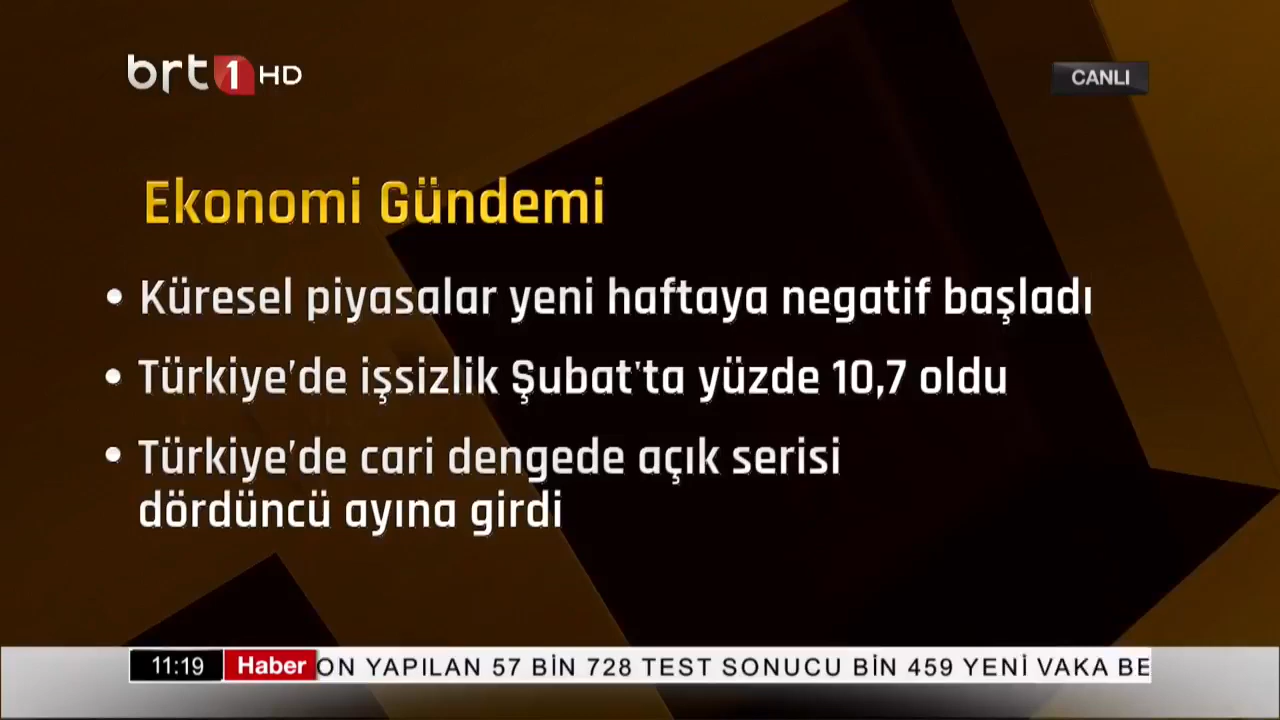 brt 1 HD
CANLI
Ekonomi Gündemi
• Küresel piyasalar yeni haftaya negatif başladı
• Türkiye'de işsizlik Şubat'ta yüzde 10,7 oldu
• Türkiye'de cari dengede açık serisi
dördüncü ayına girdi
11:19 Haber ON YAPILAN 57 BİN 728 TEST SONUCU BİN 459 YENİ VAKA BE